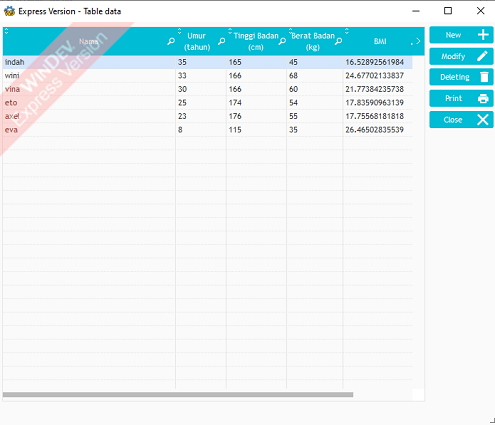 Express Version - Table data
Nama Umur (tahun) Tinggi Badan (cm) Berat Badan (kg) BMI
indah 35 165 45 16.52892561984
wini 33 166 68 24.67702133837
vina 30 166 60 21.77384235738
eto 25 174 54 17.83590963139
axel 23 176 55 17.75568181818
eva 8 115 35 26.46502835539
WINDEV
Express Version
New
Modify
Deleting
Print
Close